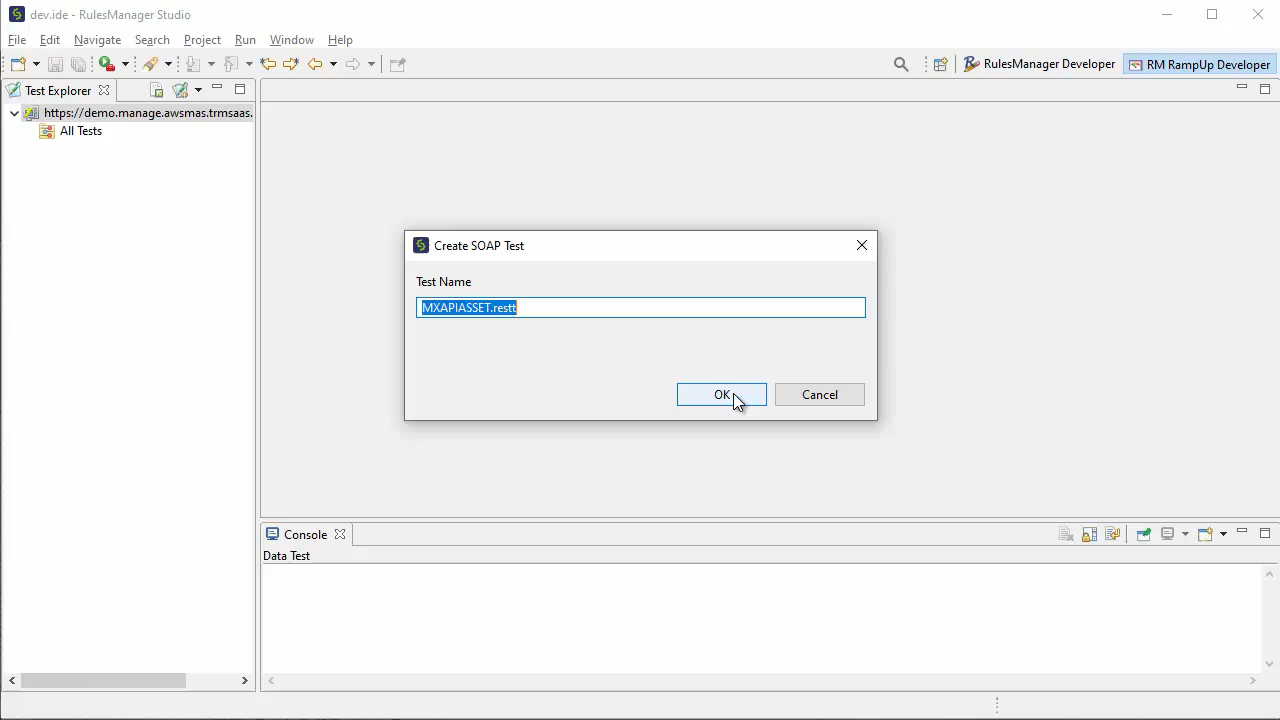 dev.ide - RulesManager Studio
File Edit Navigate Search Project Run Window Help
RulesManager Developer RM RampUp Developer
Test Explorer
https://demo.manage.awsmas.trmsaas.
All Tests
Create SOAP Test
Test Name
MXAPIASSET.restt
OK Cancel
Console
Data Test